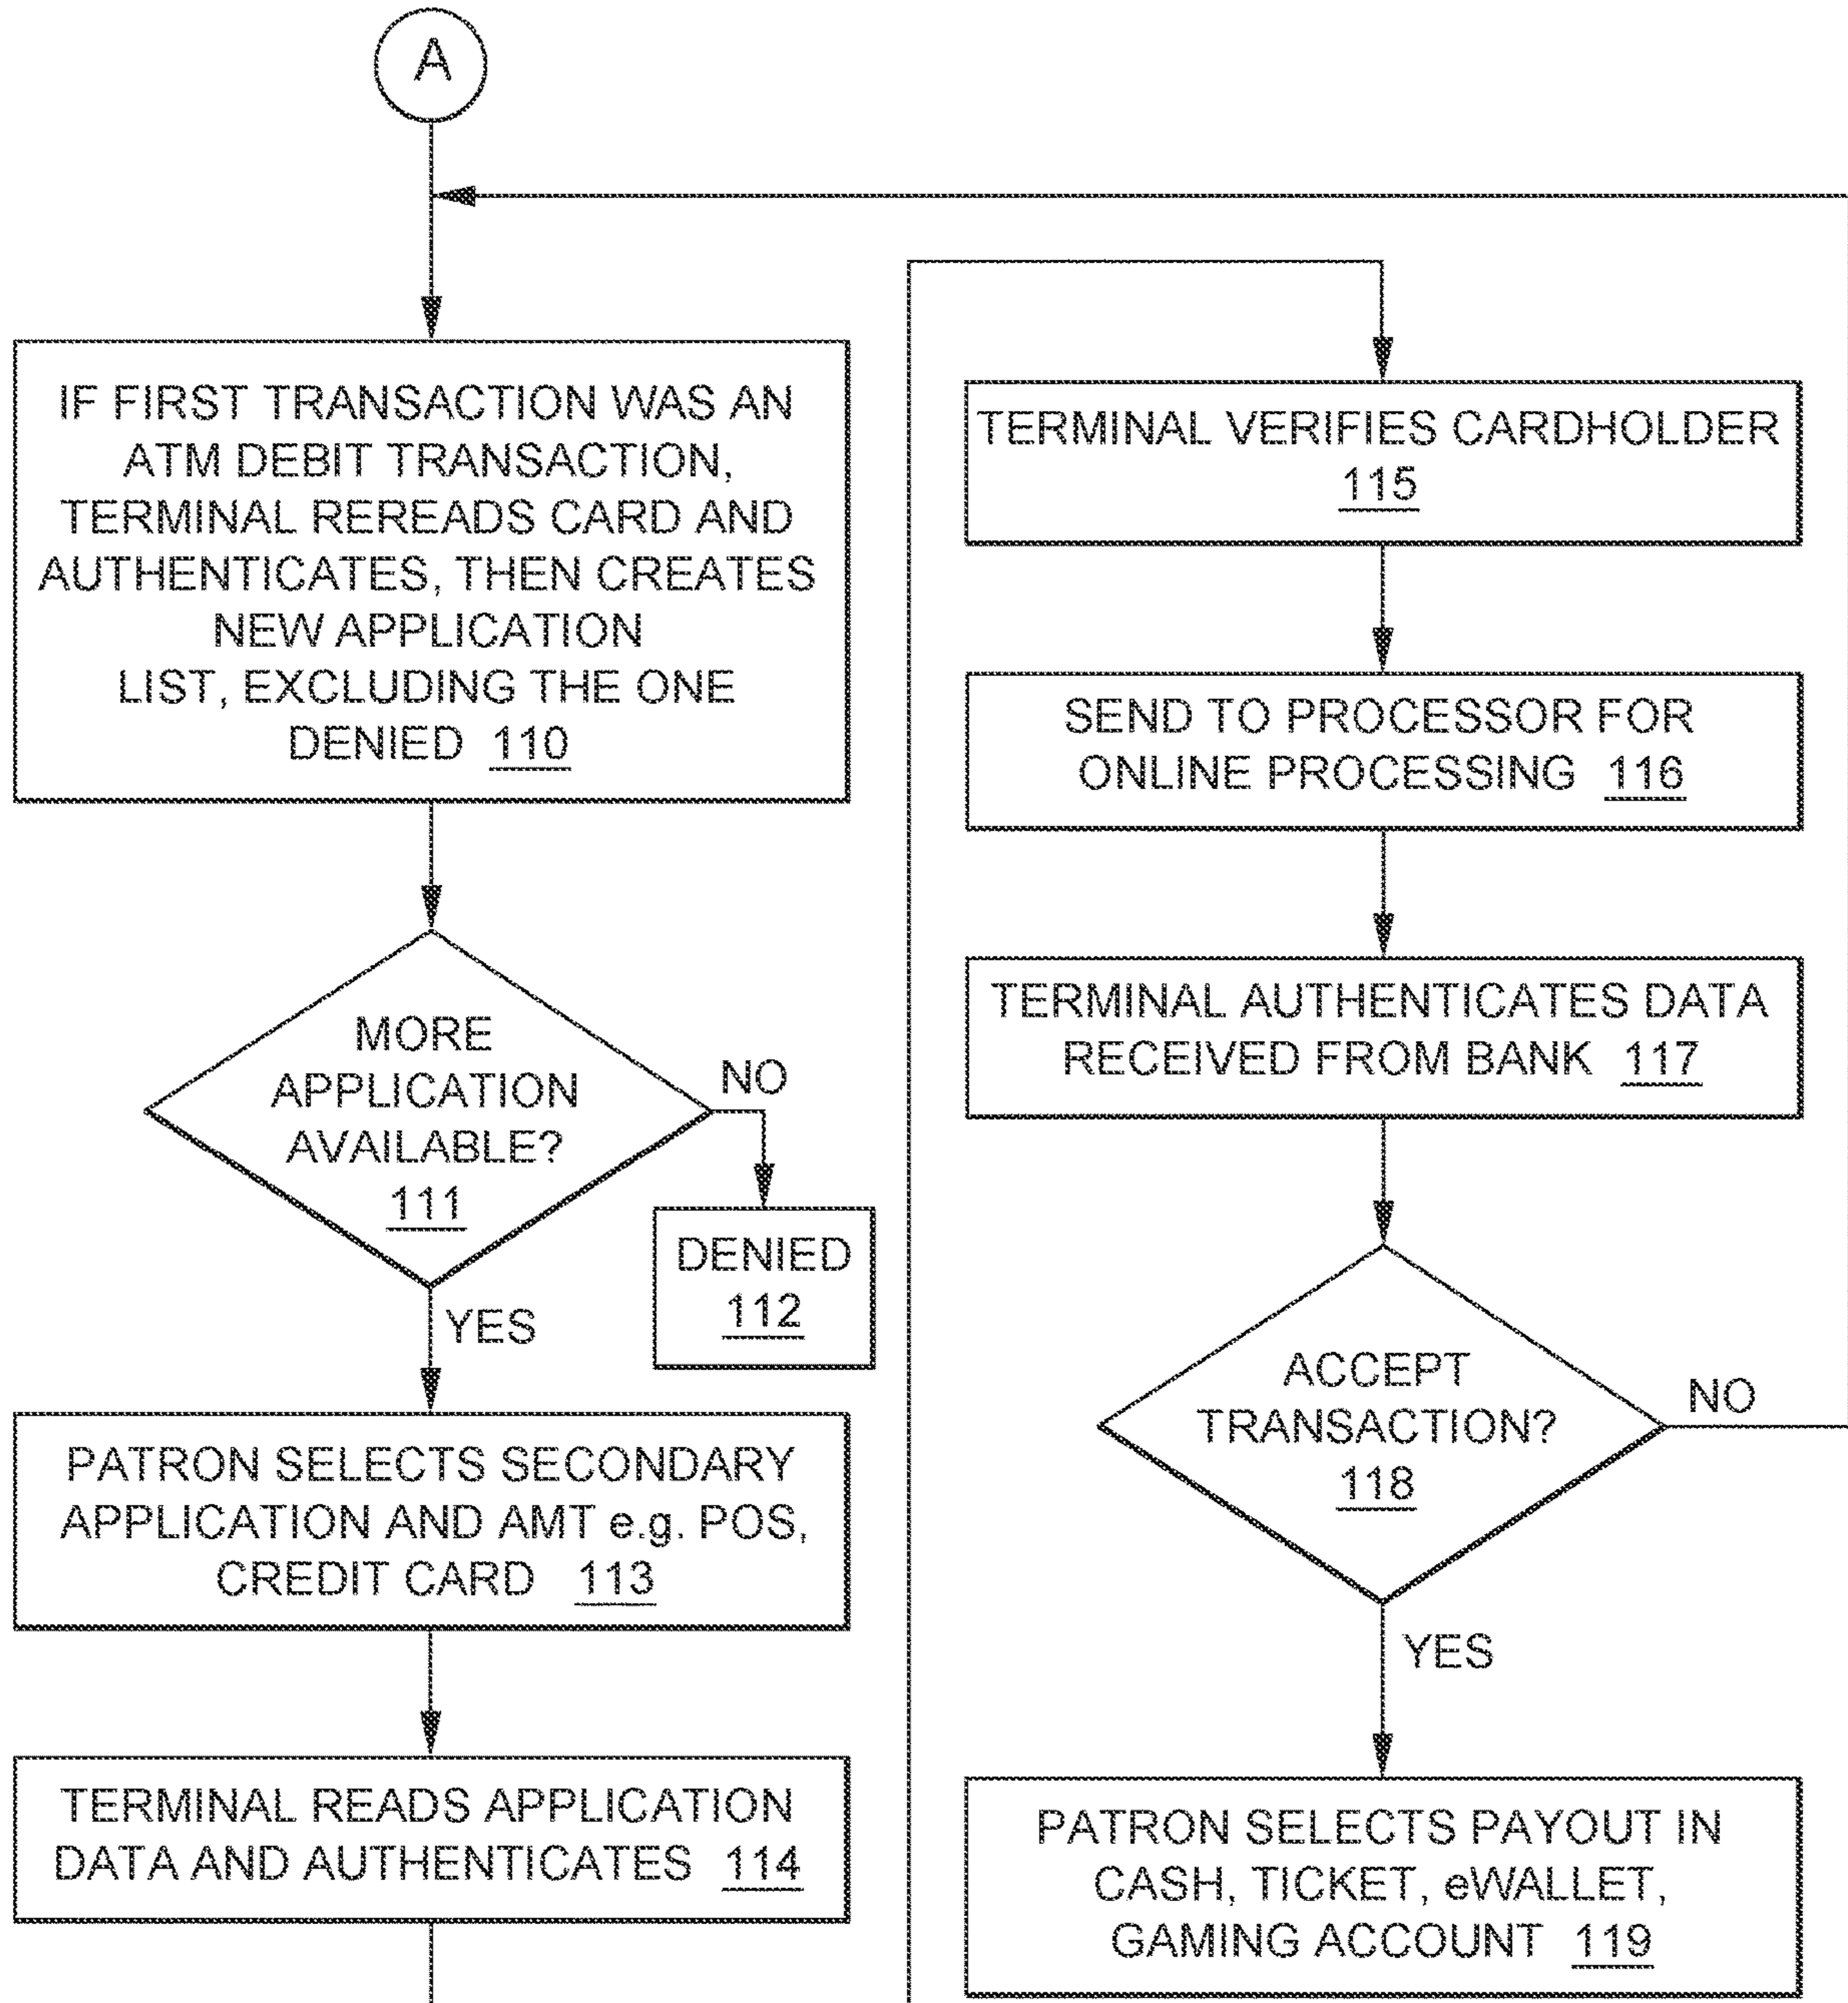 A
IF FIRST TRANSACTION WAS AN
ATM DEBIT TRANSACTION,
TERMINAL REREADS CARD AND
AUTHENTICATES, THEN CREATES
NEW APPLICATION
LIST, EXCLUDING THE ONE
DENIED 110
MORE
APPLICATION
AVAILABLE?
111
NO
DENIED
112
YES
PATRON SELECTS SECONDARY
APPLICATION AND AMT e.g. POS,
CREDIT CARD 113
TERMINAL READS APPLICATION
DATA AND AUTHENTICATES 114
TERMINAL VERIFIES CARDHOLDER
115
SEND TO PROCESSOR FOR
ONLINE PROCESSING 116
TERMINAL AUTHENTICATES DATA
RECEIVED FROM BANK 117
ACCEPT
TRANSACTION?
118
NO
YES
PATRON SELECTS PAYOUT IN
CASH, TICKET, eWALLET,
GAMING ACCOUNT 119